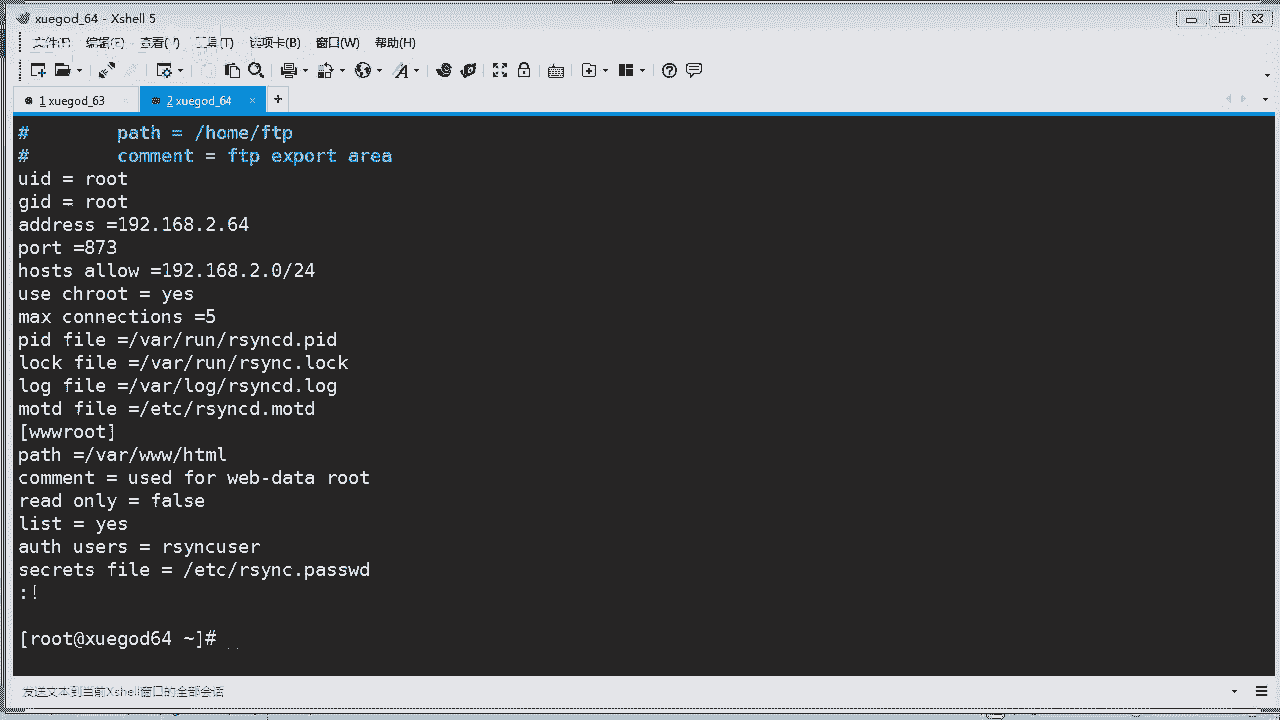 xuegod_64 - Xshell 5
文件(F) 编辑(E) 查看(V) 工具(T) 选项卡(B) 窗口(W) 帮助(H)
1 xuegod_63 2 xuegod_64
# path = /home/ftp
# comment = ftp export area
uid = root
gid = root
address =192.168.2.64
port =873
hosts allow =192.168.2.0/24
use chroot = yes
max connections =5
pid file =/var/run/rsyncd.pid
lock file =/var/run/rsync.lock
log file =/var/log/rsyncd.log
motd file =/etc/rsyncd.motd
[wwwroot]
path =/var/www/html
comment = used for web-data root
read only = false
list = yes
auth users = rsyncuser
secrets file = /etc/rsync.passwd
:!
[root@xuegod64 ~]#
发送文本到当前Xshell窗口的全部会话